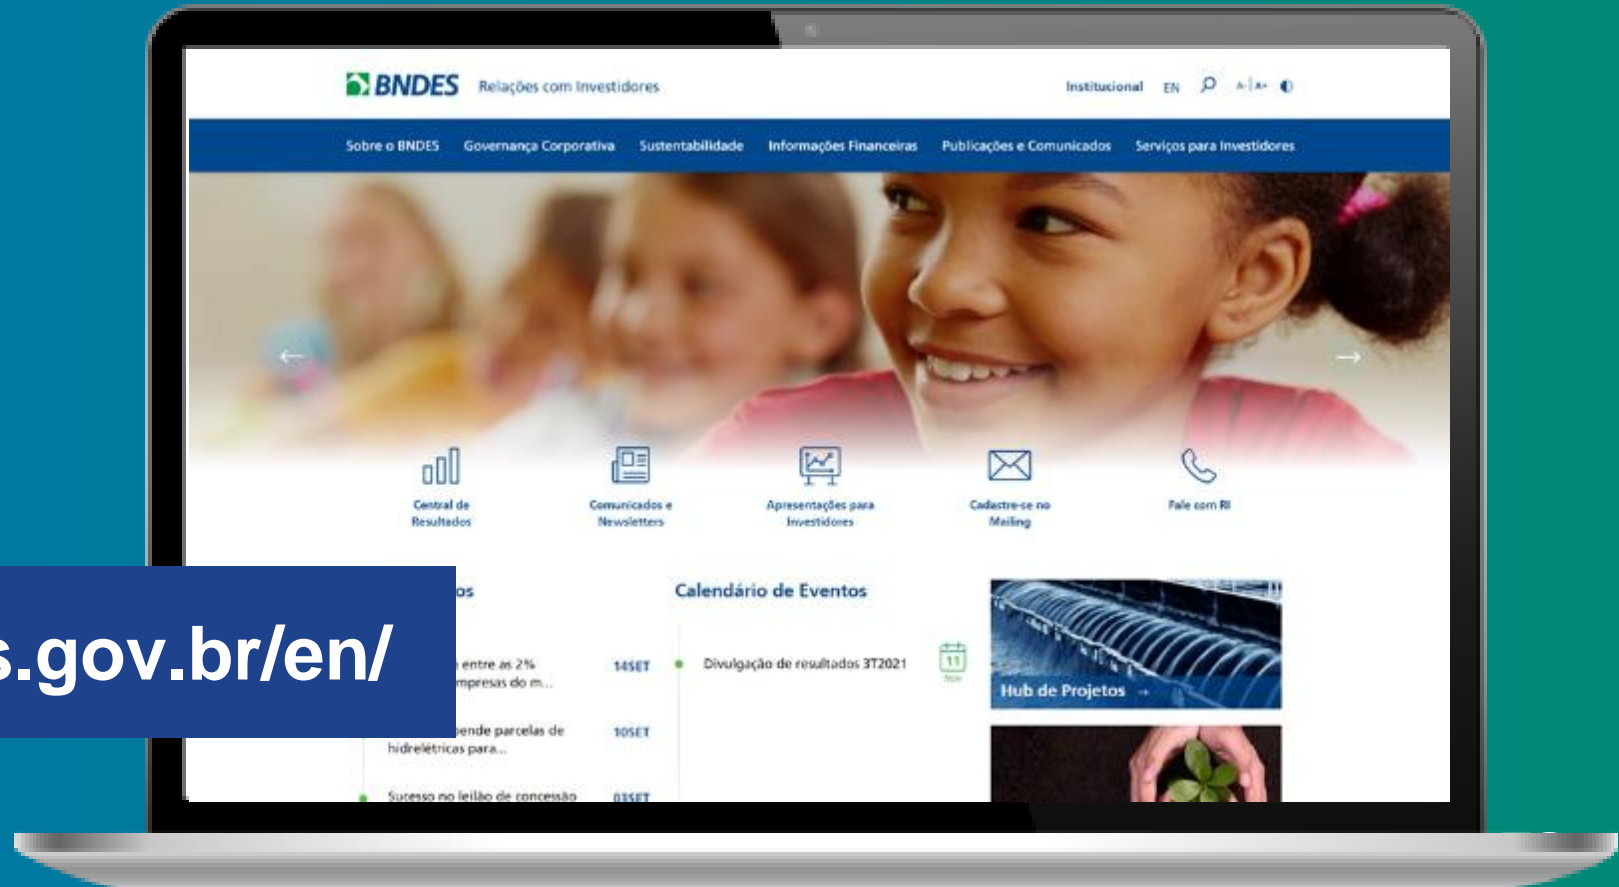 BNDES Relações com Investidores
Institucional EN A-|A+
Sobre o BNDES Governança Corporativa Sustentabilidade Informações Financeiras Publicações e Comunicados Serviços para Investidores
Central de
Resultados
Comunicados e
Newsletters
Apresentações para
Investidores
Cadastre-se no
Mailing
Fale com RI
os
s.gov.br/en/
entre as 2%
mpresas do m...
14SET
ende parcelas de
hidrelétricas para...
10SET
Sucesso no leilão de concessão
03SET
Calendário de Eventos
Divulgação de resultados 3T2021
11
Nov
Hub de Projetos →